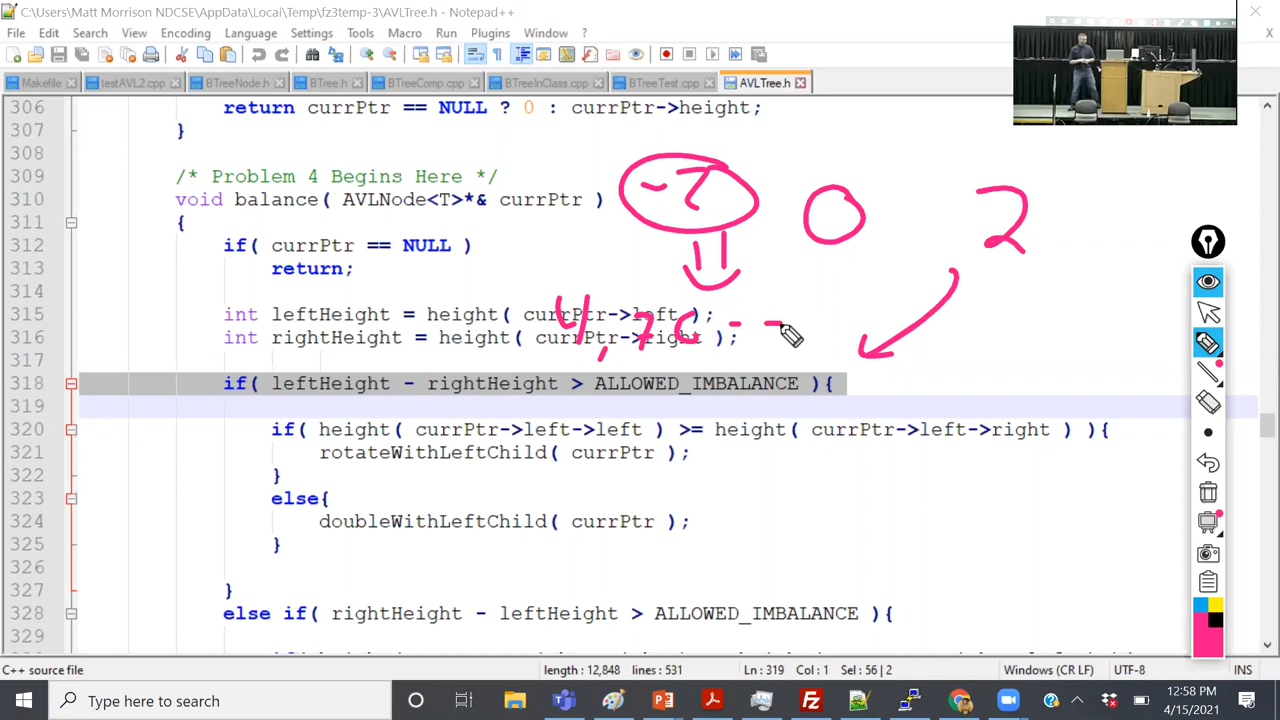 C:\Users\Matt Morrison NDCSE\AppData\Local\Temp\fz3temp-3\AVLTree.h - Notepad++
File Edit Search View Encoding Language Settings Tools Macro Run Plugins Window ?
Makefile testAVL2.cpp BTreeNode.h BTree.h BTreeComp.cpp BTreeInClass.cpp BTreeTest.cpp AVLTree.h
306 return currPtr == NULL ? 0 : currPtr->height;
307 }
308
309 /* Problem 4 Begins Here */
310 void balance( AVLNode<T>*& currPtr )
311 {
312 if( currPtr == NULL )
313 return;
314
315 int leftHeight = height( currPtr->left );
316 int rightHeight = height( currPtr->right );
317
318 if( leftHeight - rightHeight > ALLOWED_IMBALANCE ){
319
320 if( height( currPtr->left->left ) >= height( currPtr->left->right ) ){
321 rotateWithLeftChild( currPtr );
322 }
323 else{
324 doubleWithLeftChild( currPtr );
325 }
326
327 }
328 else if( rightHeight - leftHeight > ALLOWED_IMBALANCE ){
329
0 2
C++ source file length : 12,848 lines : 531 Ln : 319 Col : 1 Sel : 56 | 2 Windows (CR LF) UTF-8 INS
Type here to search
12:58 PM
4/15/2021